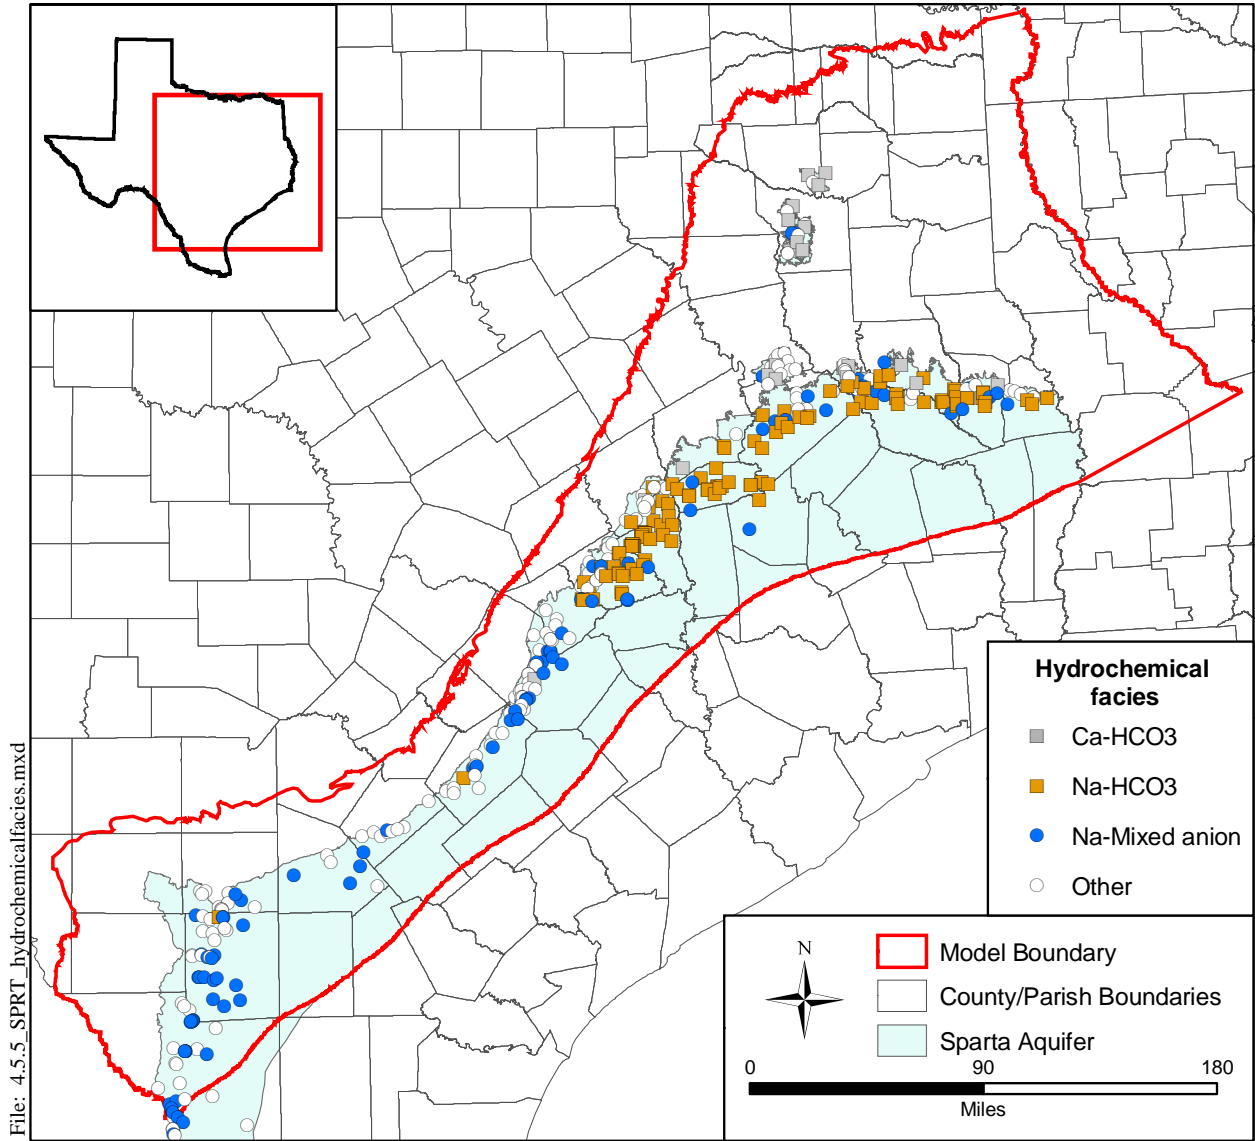 Hydrochemical
facies
Ca-HCO3
Na-HCO3
Na-Mixed anion
Other
N
Model Boundary
County/Parish Boundaries
Sparta Aquifer
0 90 180
Miles
File: 4.5.5_SPRT_hydrochemicalfacies.mxd